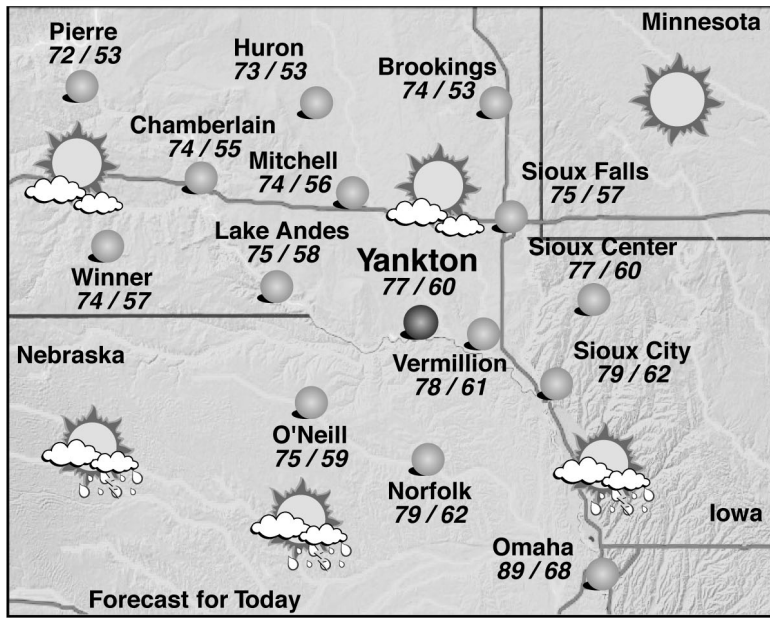 Minnesota
Pierre
72 / 53
Huron
73 / 53
Brookings
74 / 53
Chamberlain
74 / 55
Mitchell
74 / 56
Sioux Falls
75 / 57
Lake Andes
75 / 58
Winner
74 / 57
Yankton
77 / 60
Sioux Center
77 / 60
Nebraska
Vermillion
78 / 61
Sioux City
79 / 62
O'Neill
75 / 59
Norfolk
79 / 62
Iowa
Omaha
89 / 68
Forecast for Today